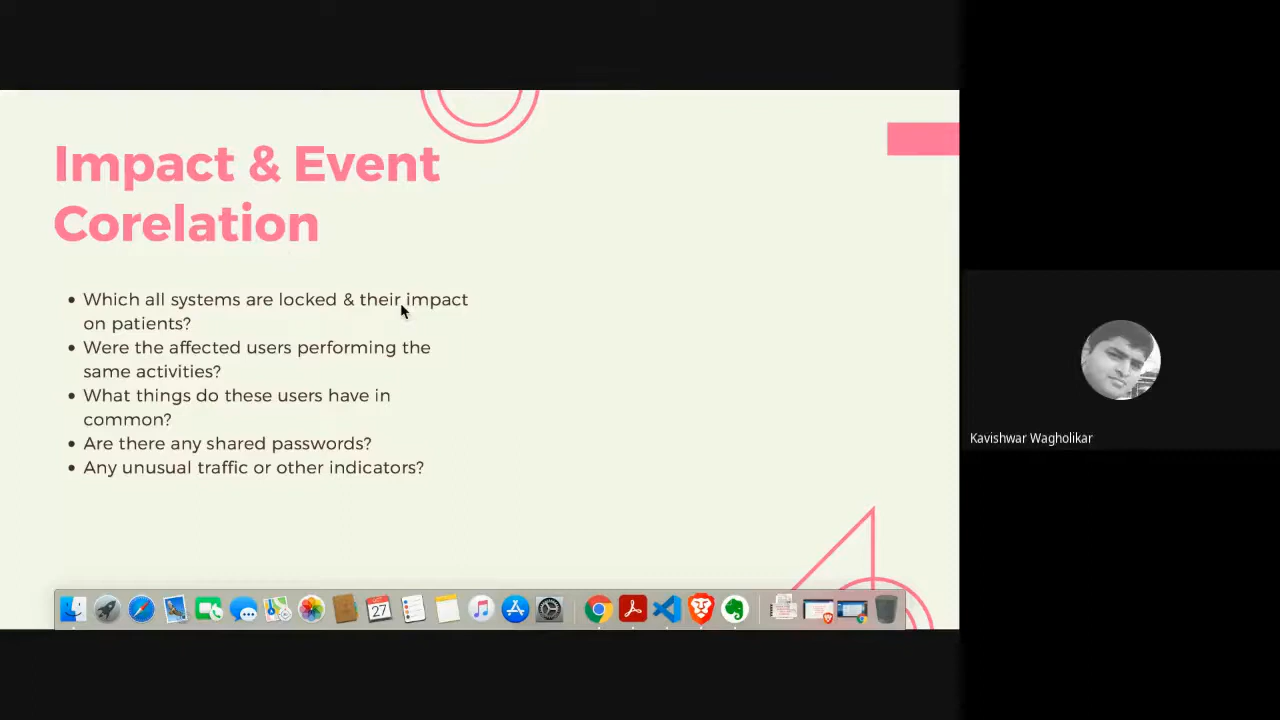 Impact & Event
Corelation
• Which all systems are locked & their impact
on patients?
• Were the affected users performing the
same activities?
• What things do these users have in
common?
• Are there any shared passwords?
• Any unusual traffic or other indicators?
Kavishwar Wagholikar
27